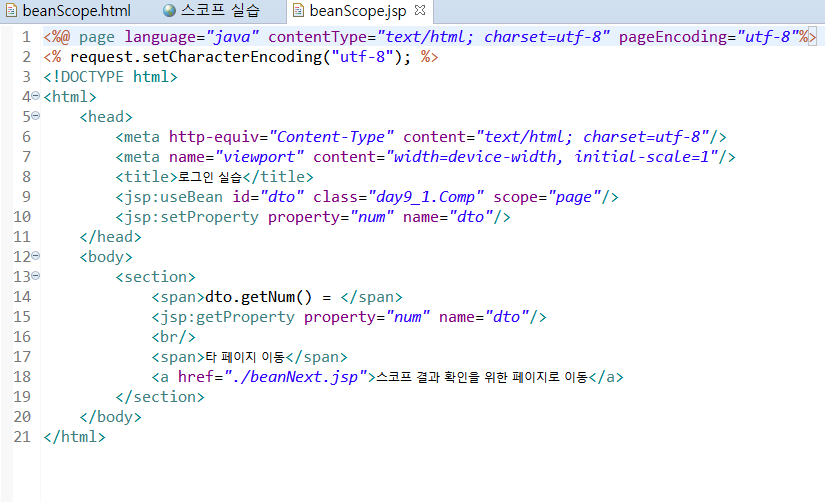 beanScope.html 스코프 실습 beanScope.jsp
1 <%@ page language="java" contentType="text/html; charset=utf-8" pageEncoding="utf-8"%>
2 <% request.setCharacterEncoding("utf-8"); %>
3 <!DOCTYPE html>
4 <html>
5 <head>
6 <meta http-equiv="Content-Type" content="text/html; charset=utf-8"/>
7 <meta name="viewport" content="width=device-width, initial-scale=1"/>
8 <title>로그인 실습</title>
9 <jsp:useBean id="dto" class="day9_1.Comp" scope="page"/>
10 <jsp:setProperty property="num" name="dto"/>
11 </head>
12 <body>
13 <section>
14 <span>dto.getNum() = </span>
15 <jsp:getProperty property="num" name="dto"/>
16 <br/>
17 <span>타 페이지 이동</span>
18 <a href="./beanNext.jsp">스코프 결과 확인을 위한 페이지로 이동</a>
19 </section>
20 </body>
21 </html>